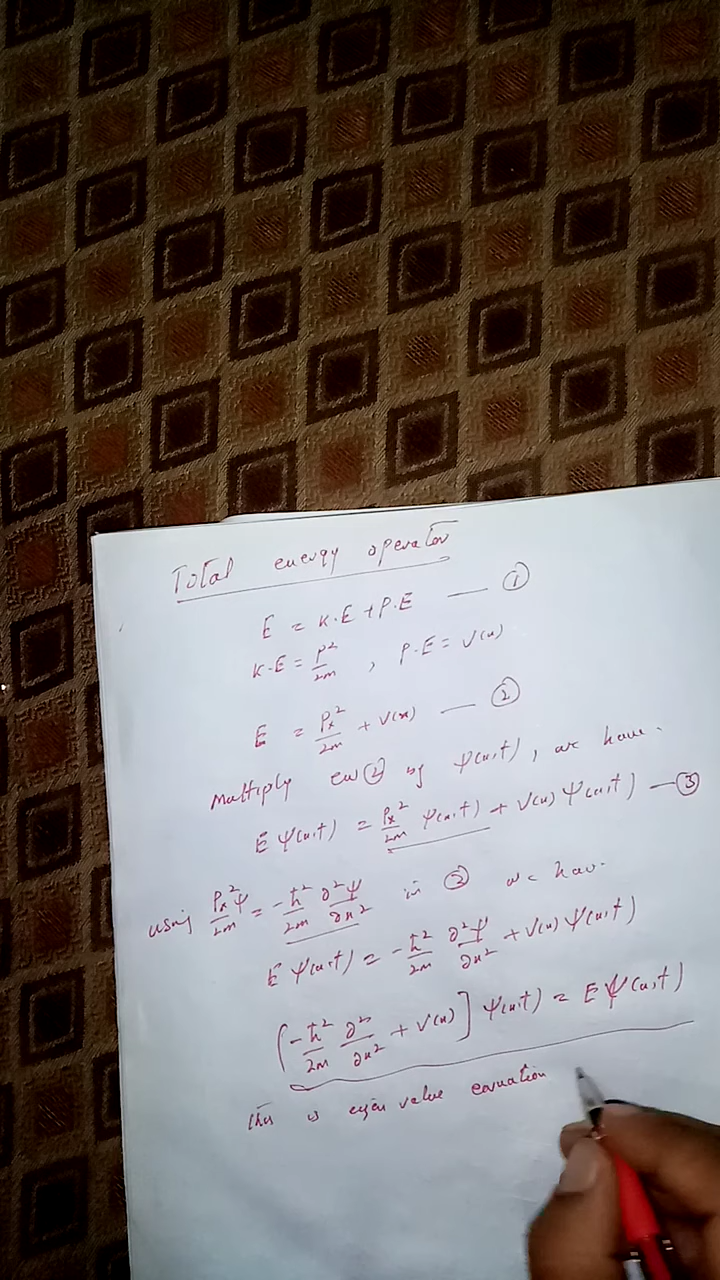 Total energy operator
E = K.E + P.E — ①
K.E = P²/2m , P.E = V(x)
E = Pₓ²/2m + V(x) — ②
Multiply eq ② by ψ(x,t), we have.
E ψ(x,t) = Pₓ²/2m ψ(x,t) + V(x) ψ(x,t) — ③
using Pₓ²ψ/2m = -ħ²/2m ∂²ψ/∂x² in ③ we hav.
E ψ(x,t) = -ħ²/2m ∂²ψ/∂x² + V(x) ψ(x,t)
[-ħ²/2m ∂²/∂x² + V(x)] ψ(x,t) = E ψ(x,t)
This is eigen value equation